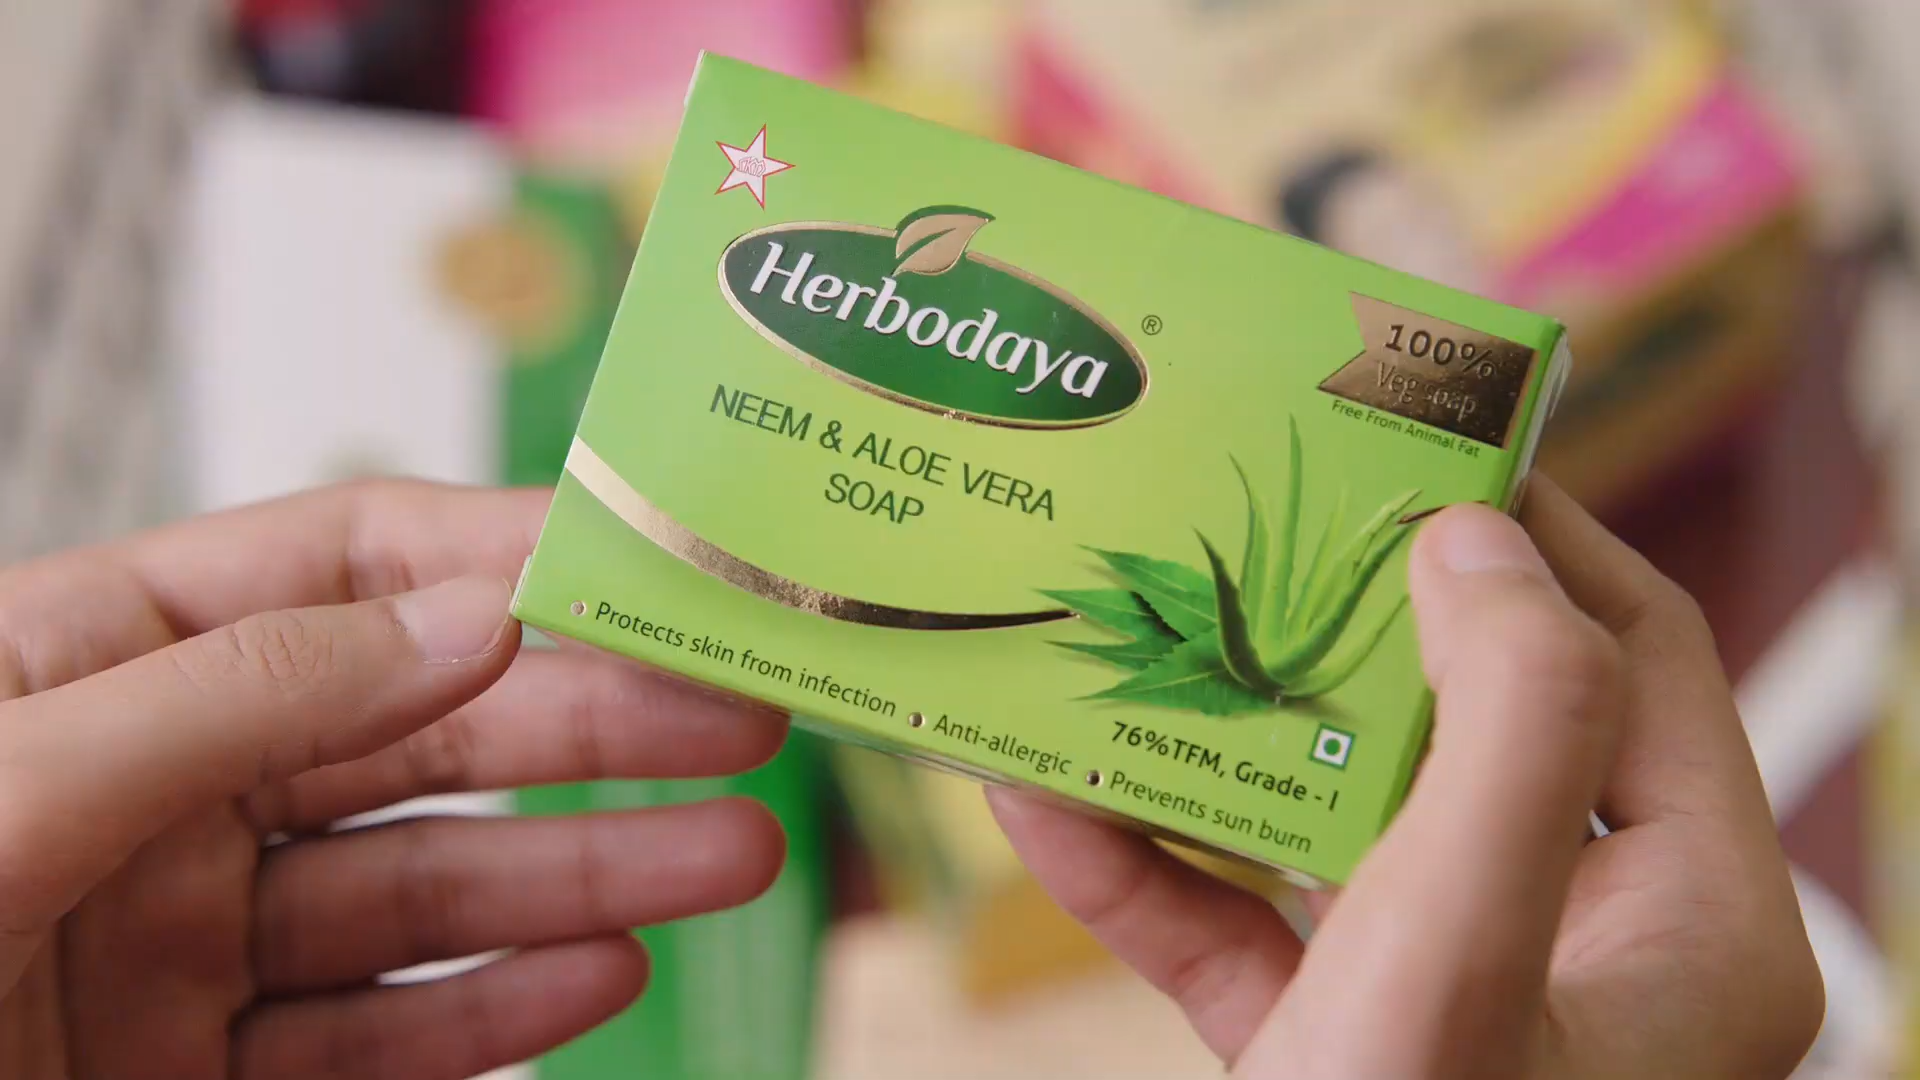 SKM
Herbodaya
®
NEEM & ALOE VERA
SOAP
100%
Veg soap
Free From Animal Fat
76%TFM, Grade - I
Protects skin from infection
Anti-allergic
Prevents sun burn